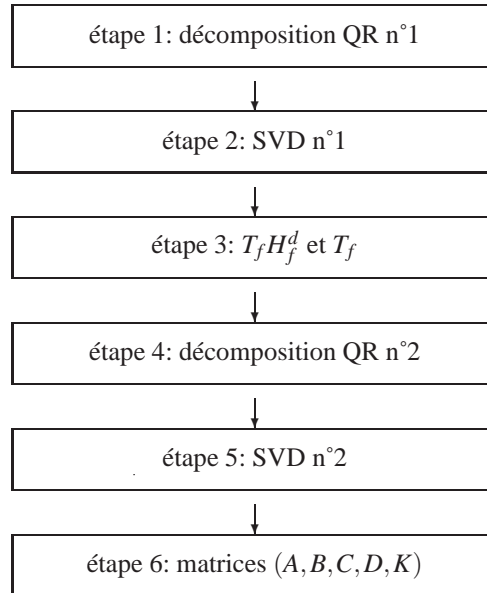 étape 1: décomposition QR n°1
étape 2: SVD n°1
étape 3: $T_f H_f^d$ et $T_f$
étape 4: décomposition QR n°2
étape 5: SVD n°2
étape 6: matrices $(A,B,C,D,K)$